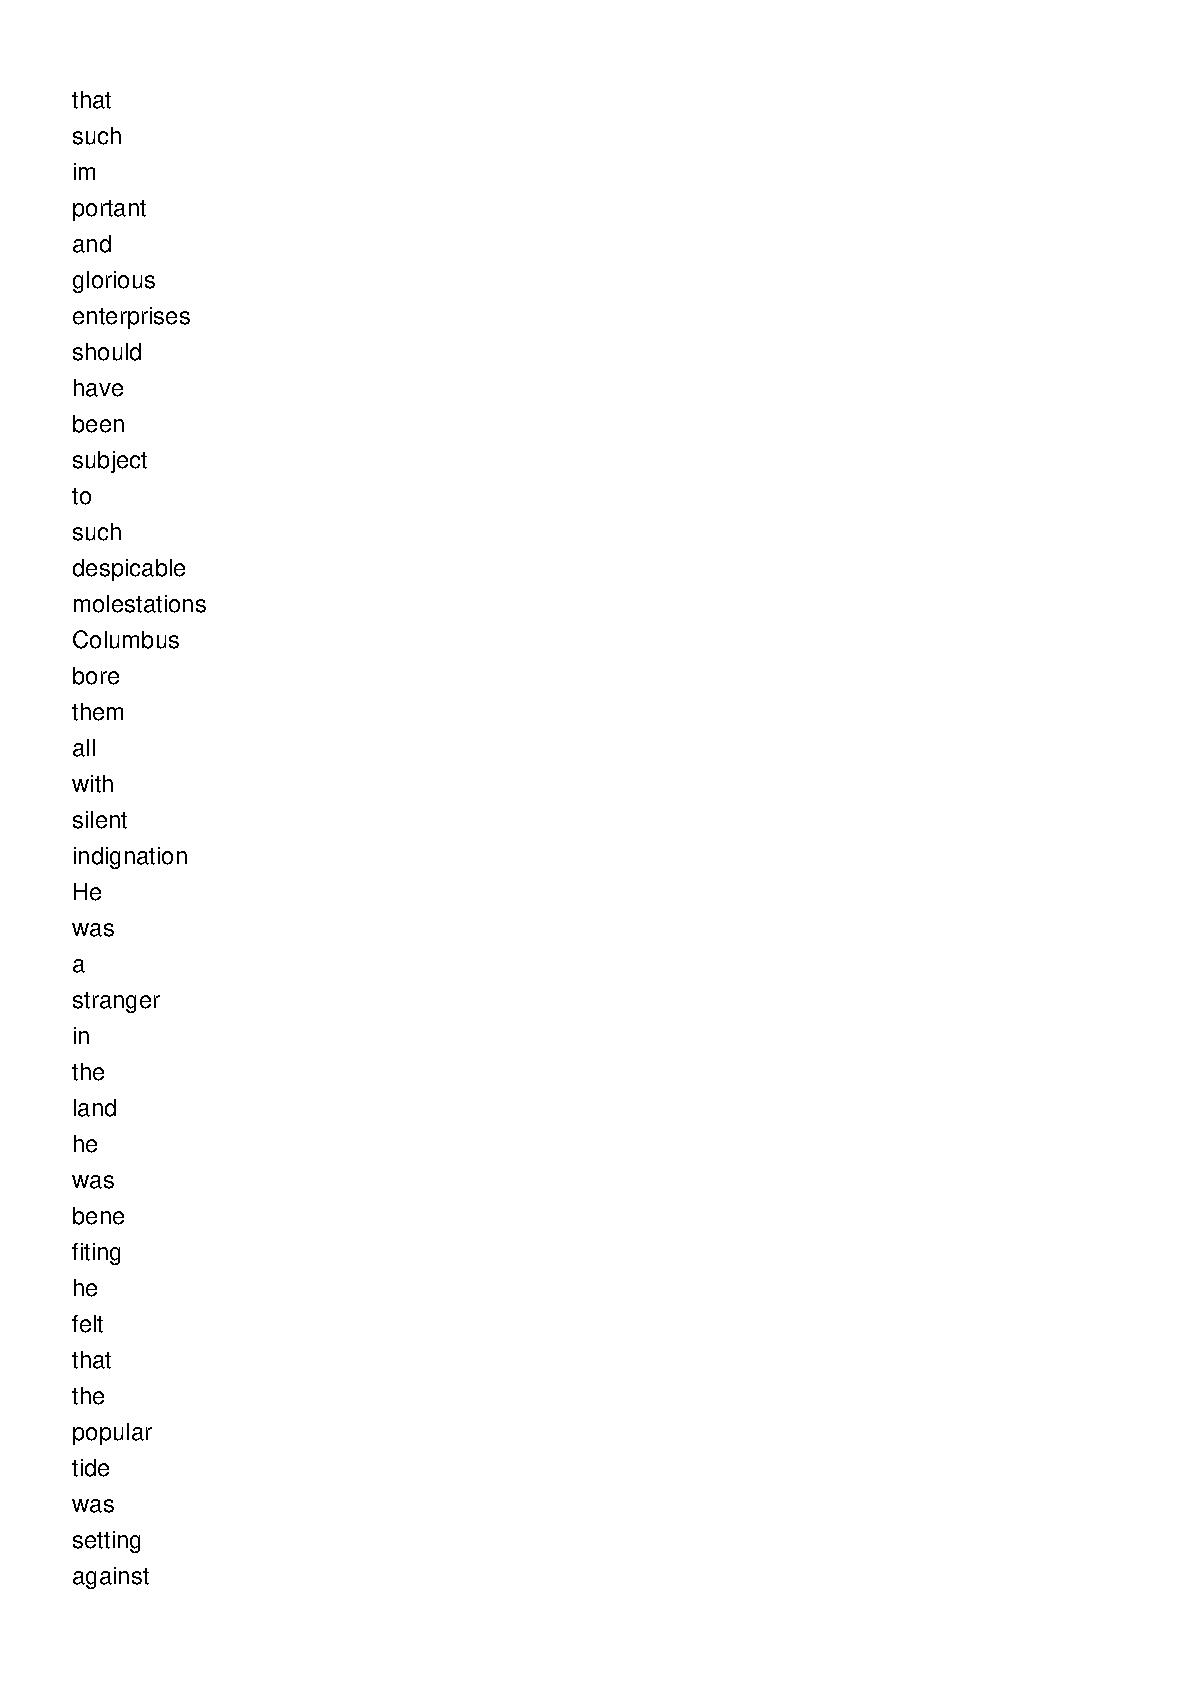 that
such
im
portant
and
glorious
enterprises
should
have
been
subject
to
such
despicable
molestations
Columbus
bore
them
all
with
silent
indignation
He
was
a
stranger
in
the
land
he
was
bene
fiting
he
felt
that
the
popular
tide
was
setting
against